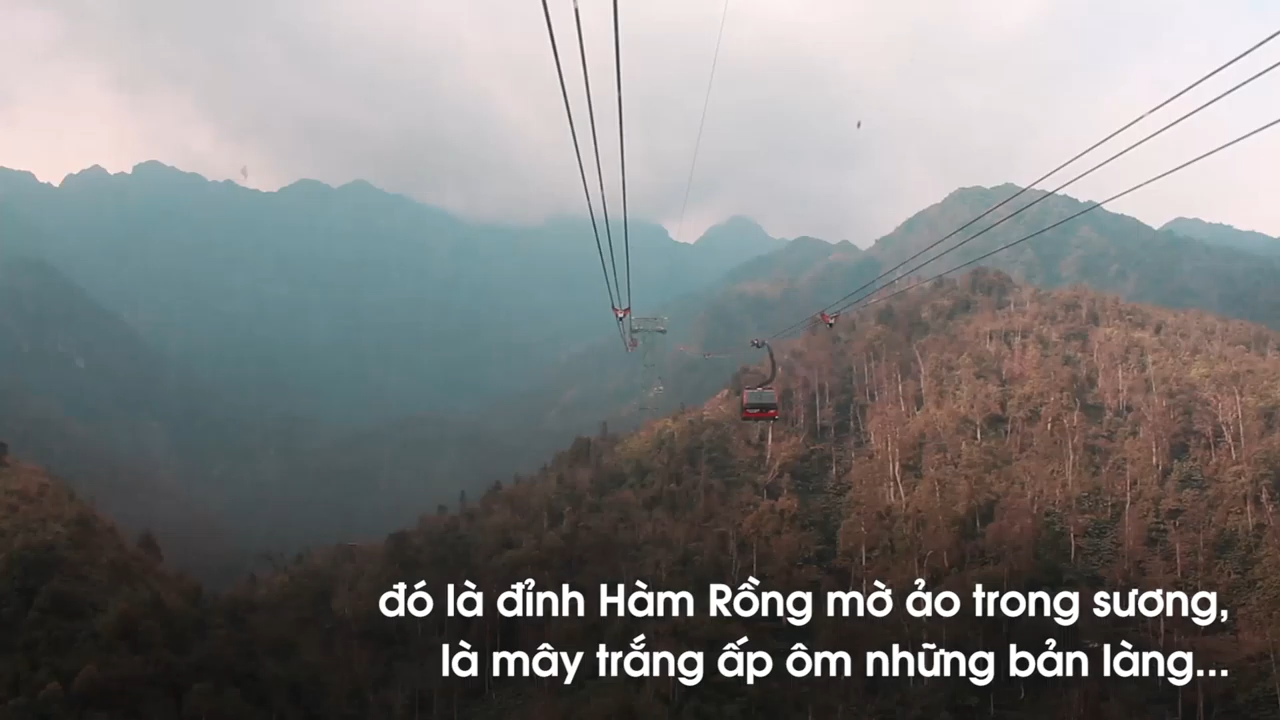 đó là đỉnh Hàm Rồng mờ ảo trong sương,
là mây trắng ấp ôm những bản làng...